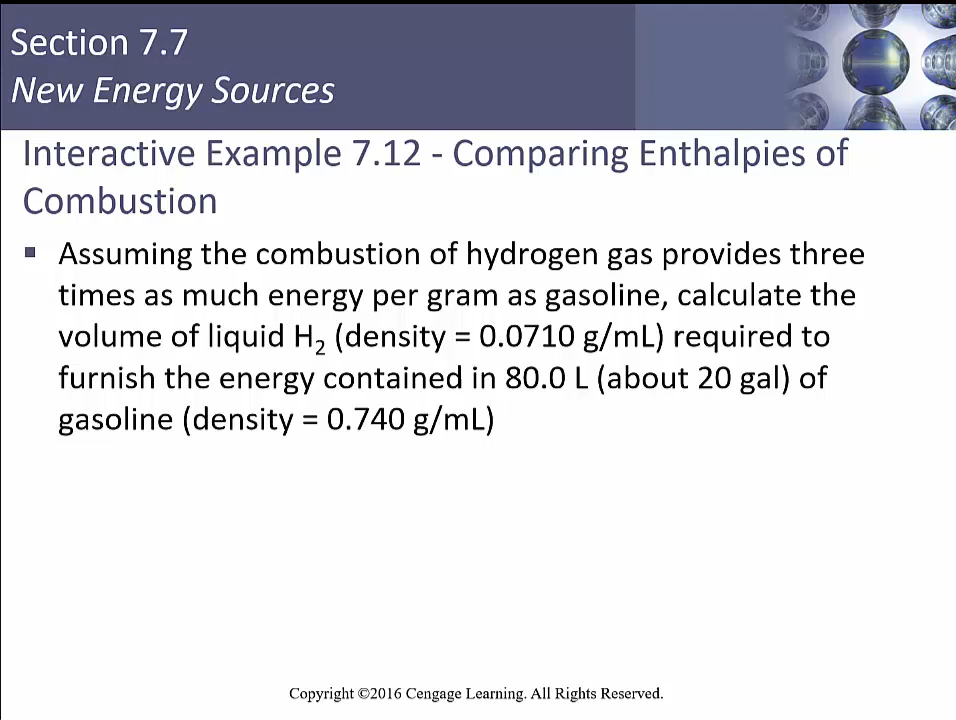 Section 7.7
New Energy Sources
Interactive Example 7.12 - Comparing Enthalpies of
Combustion
▪ Assuming the combustion of hydrogen gas provides three
times as much energy per gram as gasoline, calculate the
volume of liquid H₂ (density = 0.0710 g/mL) required to
furnish the energy contained in 80.0 L (about 20 gal) of
gasoline (density = 0.740 g/mL)
Copyright ©2016 Cengage Learning. All Rights Reserved.